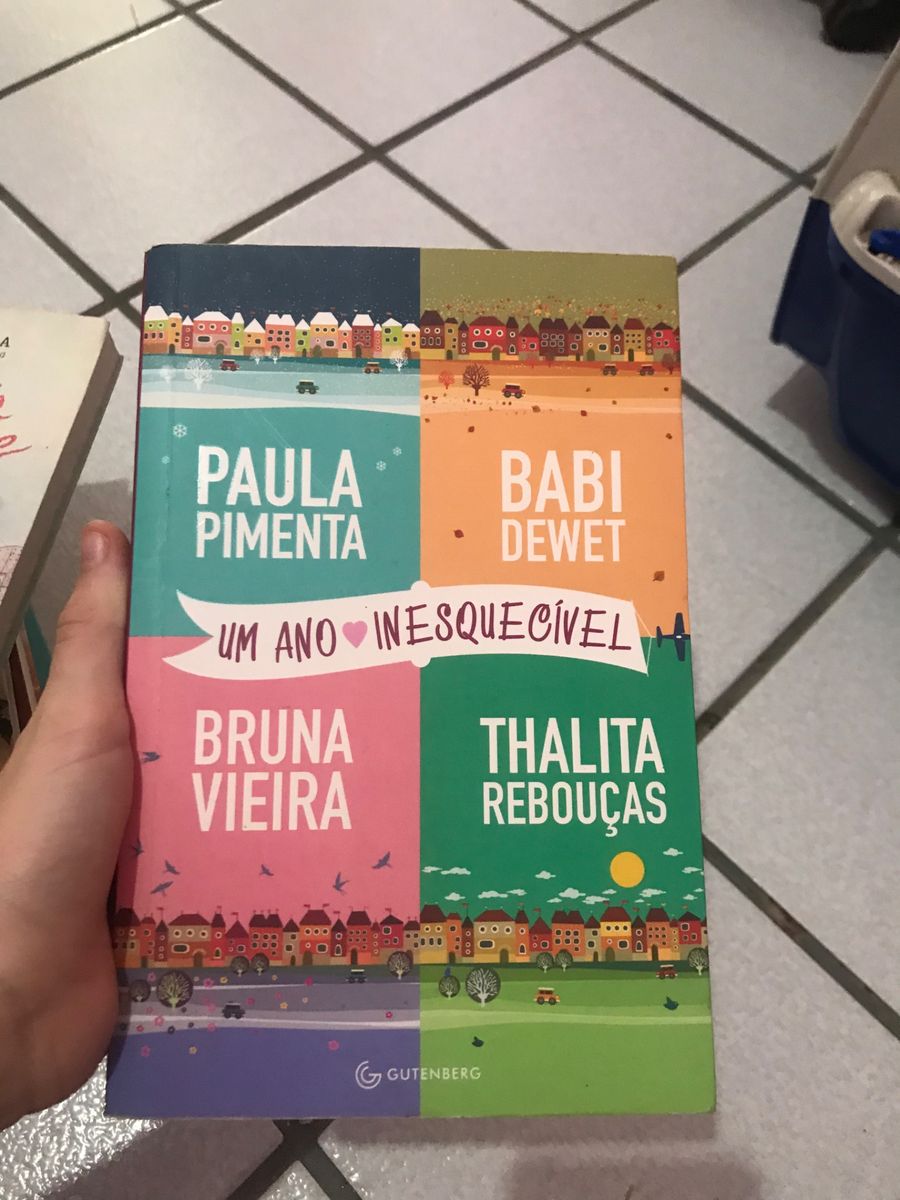 PAULA
PIMENTA
BABI
DEWET
UM ANO INESQUECÍVEL
BRUNA
VIEIRA
THALITA
REBOUÇAS
GUTENBERG